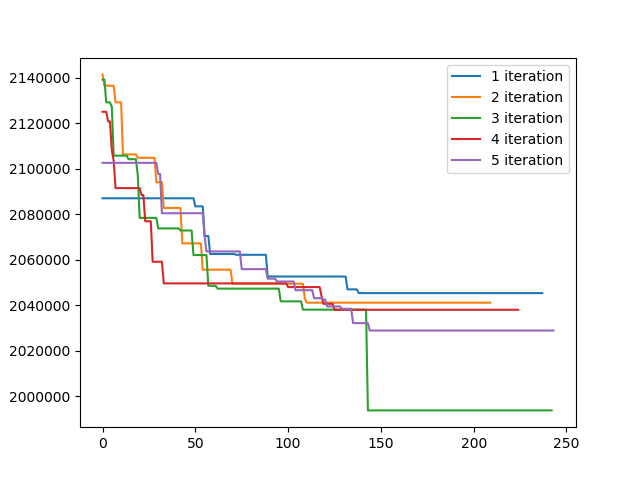 2140000
2120000
2100000
2080000
2060000
2040000
2020000
2000000
0
50
100
150
200
250
1 iteration
2 iteration
3 iteration
4 iteration
5 iteration